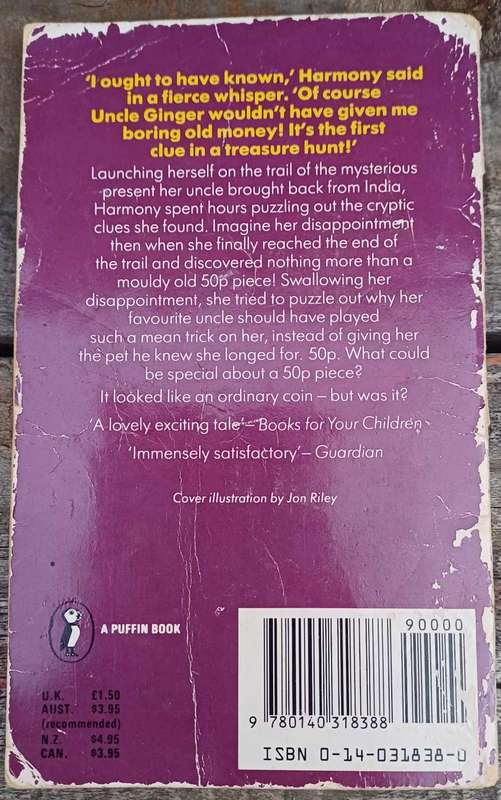 ‘I ought to have known,’ Harmony said
in a fierce whisper. ‘Of course
Uncle Ginger wouldn’t have given me
boring old money! It’s the first
clue in a treasure hunt!’
Launching herself on the trail of the mysterious
present her uncle brought back from India,
Harmony spent hours puzzling out the cryptic
clues she found. Imagine her disappointment
then when she finally reached the end of
the trail and discovered nothing more than a
mouldy old 50p piece! Swallowing her
disappointment, she tried to puzzle out why her
favourite uncle should have played
such a mean trick on her, instead of giving her
the pet he knew she longed for. 50p. What could
be special about a 50p piece?
It looked like an ordinary coin – but was it?
‘A lovely exciting tale’ – Books for Your Children
‘Immensely satisfactory’ – Guardian
Cover illustration by Jon Riley
A PUFFIN BOOK
U.K. £1.50
AUST. $3.95
(recommended)
N.Z. $4.95
CAN. $3.95
90000
9 780140 318388
ISBN 0-14-031838-0